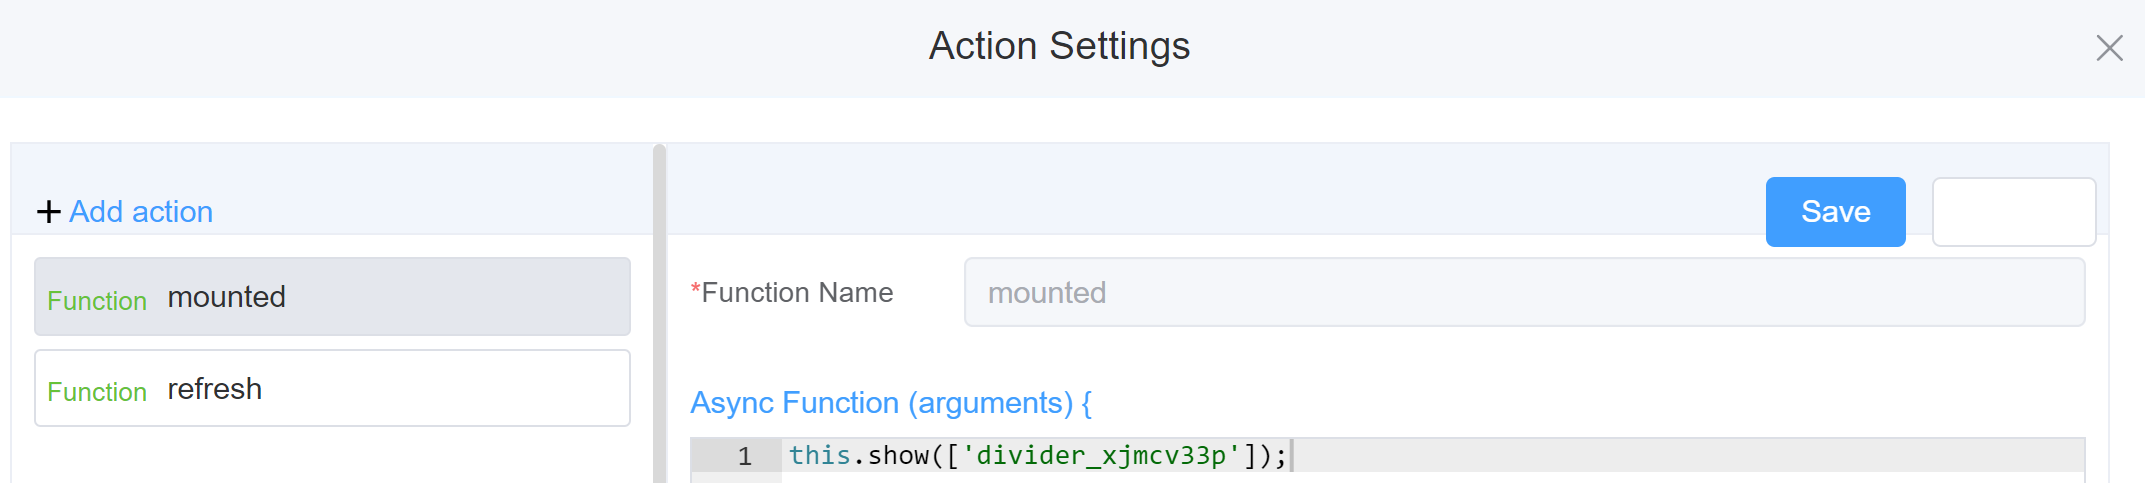 Action Settings
+ Add action
Save
Function mounted
*Function Name mounted
Function refresh
Async Function (arguments) {
1 this.show(['divider_xjmcv33p']);